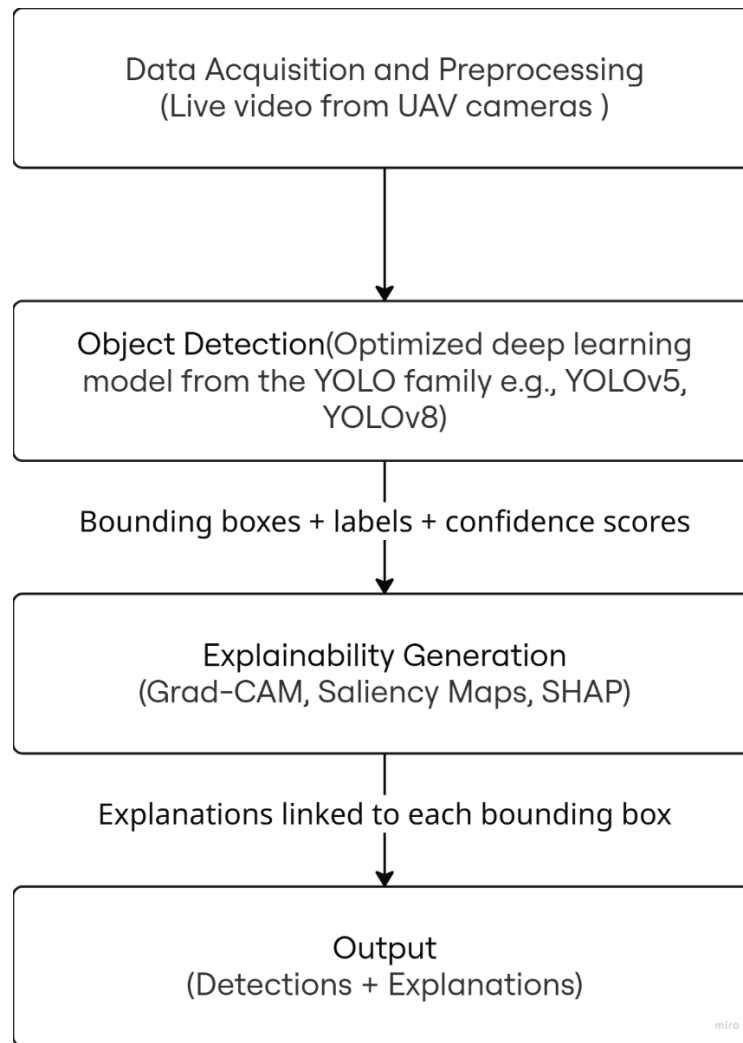 Data Acquisition and Preprocessing
(Live video from UAV cameras )
Object Detection(Optimized deep learning
model from the YOLO family e.g., YOLOv5,
YOLOv8)
Bounding boxes + labels + confidence scores
Explainability Generation
(Grad-CAM, Saliency Maps, SHAP)
Explanations linked to each bounding box
Output
(Detections + Explanations)
miro